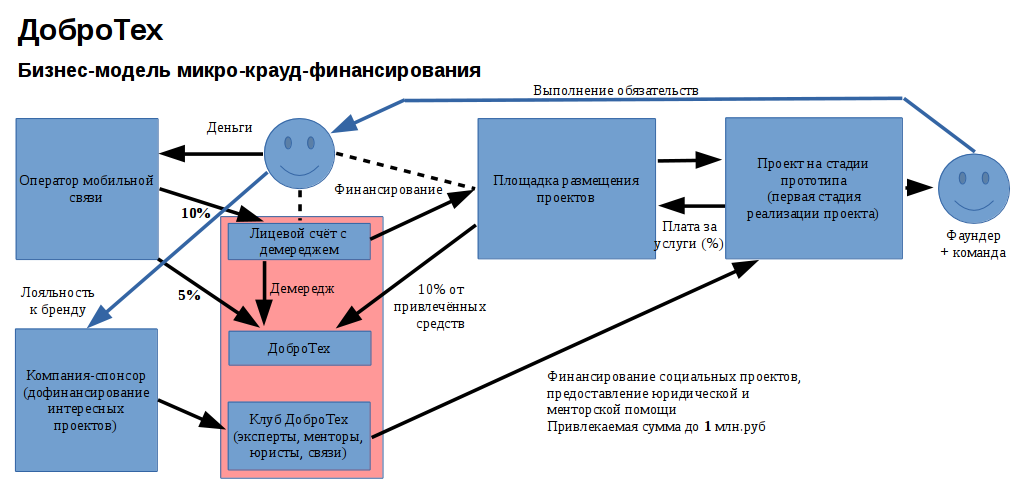 ДоброТех
Бизнес-модель микро-крауд-финансирования
Выполнение обязательств
Деньги
Оператор мобильной
связи
Финансирование
Площадка размещения
проектов
Проект на стадии
прототипа
(первая стадия
реализации проекта)
10%
Лицевой счёт с
демереджем
Плата за
услуги (%)
Фаундер
+ команда
Лояльность
к бренду
5%
Демередж
10% от
привлечённых
средств
ДоброТех
Компания-спонсор
(дофинансирование
интересных
проектов)
Клуб ДоброТех
(эксперты, менторы,
юристы, связи)
Финансирование социальных проектов,
предоставление юридической и
менторской помощи
Привлекаемая сумма до 1 млн.руб